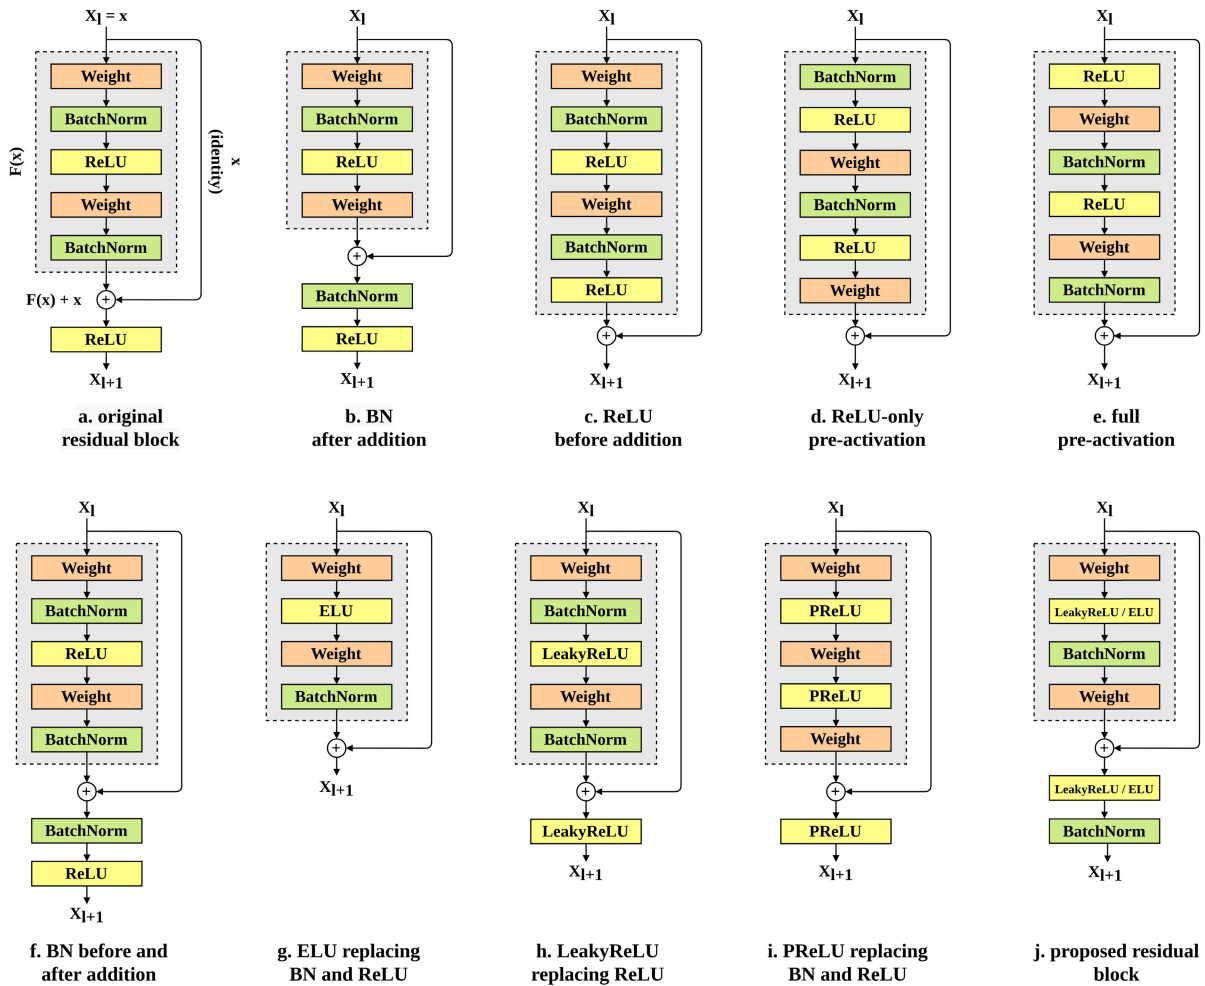 Xl = x
F(x)
Weight
BatchNorm
ReLU
Weight
BatchNorm
x
(identity)
F(x) + x
+
ReLU
Xl+1
a. original
residual block
Xl
Weight
BatchNorm
ReLU
Weight
+
BatchNorm
ReLU
Xl+1
b. BN
after addition
Xl
Weight
BatchNorm
ReLU
Weight
BatchNorm
ReLU
+
Xl+1
c. ReLU
before addition
Xl
BatchNorm
ReLU
Weight
BatchNorm
ReLU
Weight
+
Xl+1
d. ReLU-only
pre-activation
Xl
ReLU
Weight
BatchNorm
ReLU
Weight
BatchNorm
+
Xl+1
e. full
pre-activation
Xl
Weight
BatchNorm
ReLU
Weight
BatchNorm
+
BatchNorm
ReLU
Xl+1
f. BN before and
after addition
Xl
Weight
ELU
Weight
BatchNorm
+
Xl+1
g. ELU replacing
BN and ReLU
Xl
Weight
BatchNorm
LeakyReLU
Weight
BatchNorm
+
LeakyReLU
Xl+1
h. LeakyReLU
replacing ReLU
Xl
Weight
PReLU
Weight
PReLU
Weight
+
PReLU
Xl+1
i. PReLU replacing
BN and ReLU
Xl
Weight
LeakyReLU / ELU
BatchNorm
Weight
+
LeakyReLU / ELU
BatchNorm
Xl+1
j. proposed residual
block